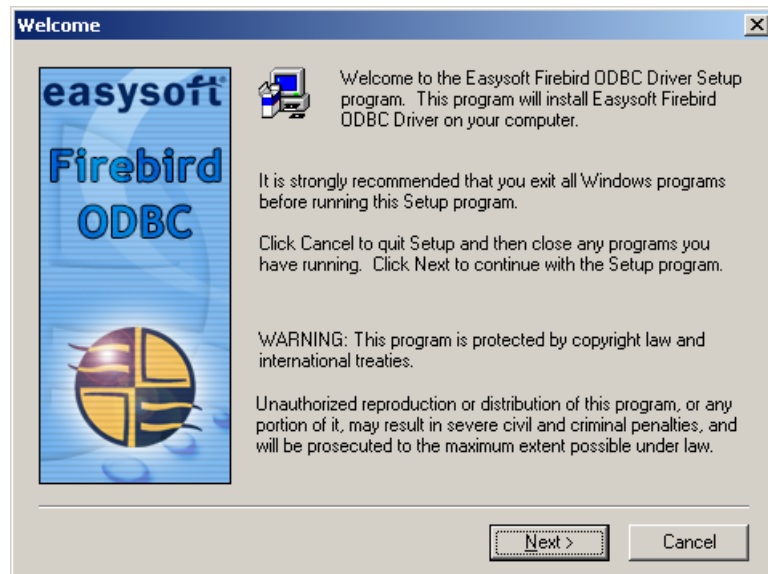 Welcome
easysoft
Firebird
ODBC
Welcome to the Easysoft Firebird ODBC Driver Setup
program. This program will install Easysoft Firebird
ODBC Driver on your computer.
It is strongly recommended that you exit all Windows programs
before running this Setup program.
Click Cancel to quit Setup and then close any programs you
have running. Click Next to continue with the Setup program.
WARNING: This program is protected by copyright law and
international treaties.
Unauthorized reproduction or distribution of this program, or any
portion of it, may result in severe civil and criminal penalties, and
will be prosecuted to the maximum extent possible under law.
Next >
Cancel